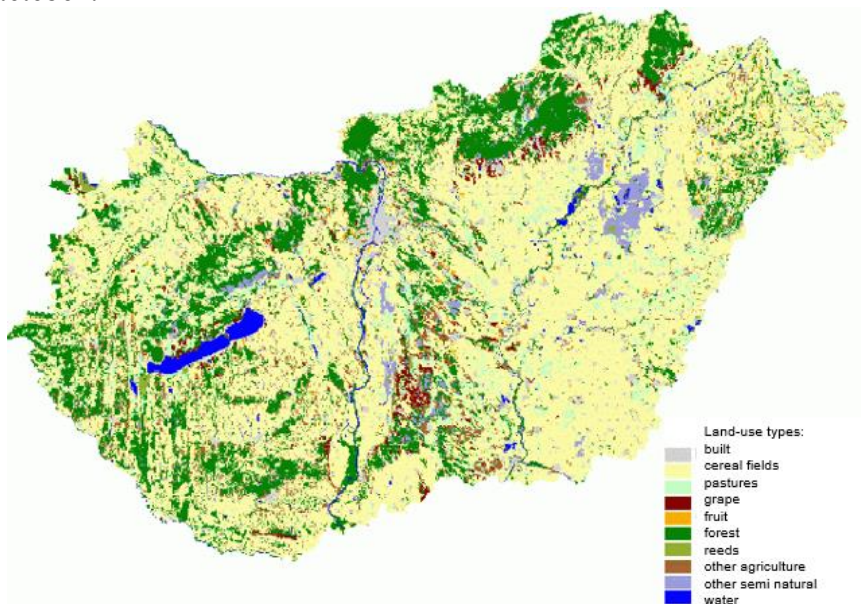 Land-use types:
built
cereal fields
pastures
grape
fruit
forest
reeds
other agriculture
other semi natural
water